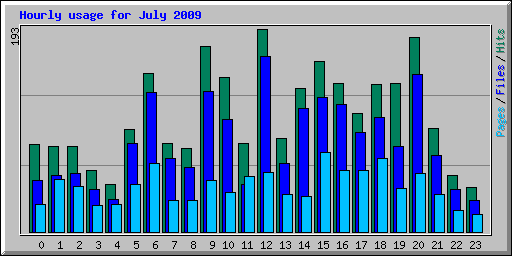 Hourly usage for July 2009
193
Pages / Files / Hits
0 1 2 3 4 5 6 7 8 9 10 11 12 13 14 15 16 17 18 19 20 21 22 23